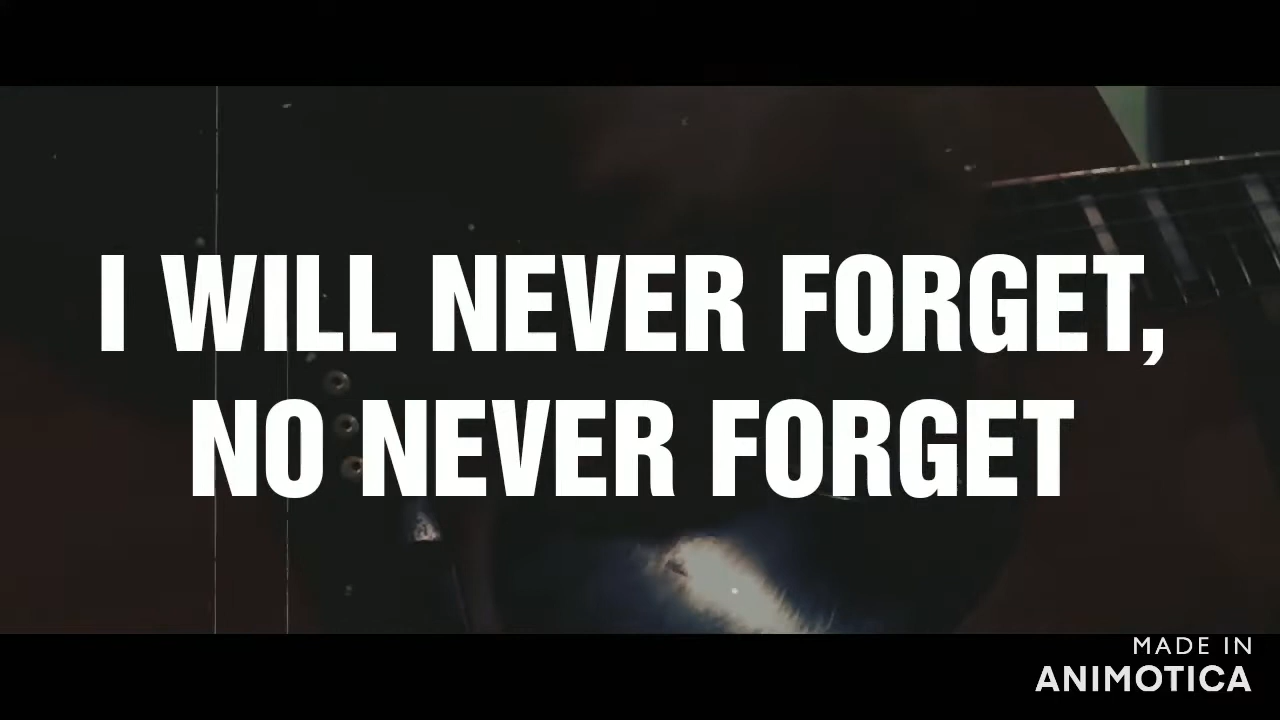 I WILL NEVER FORGET,
NO NEVER FORGET
MADE IN
ANIMOTICA